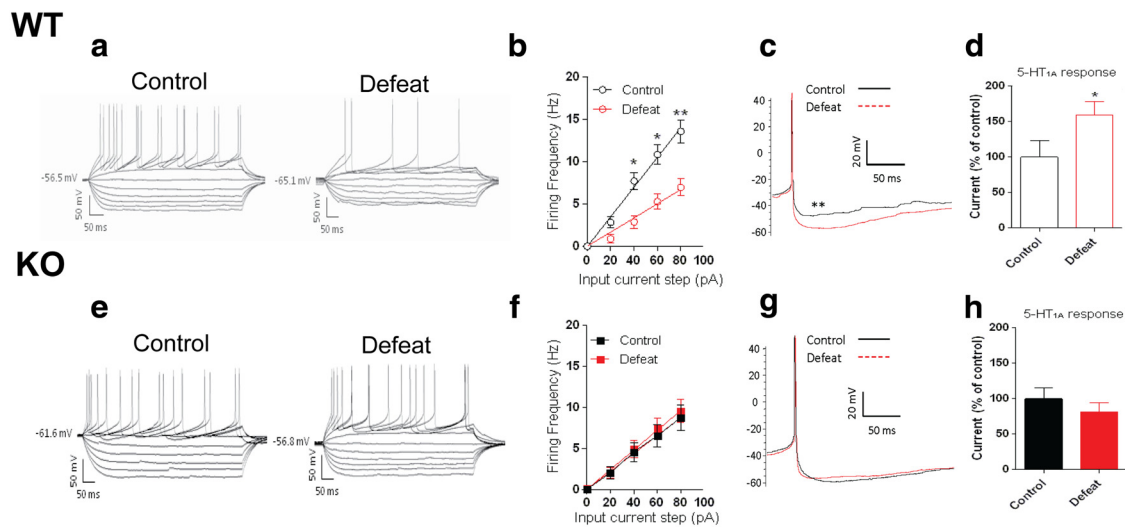 WT
a
Control
Defeat
-56.5 mV
50 mV
50 ms
-65.1 mV
50 mV
50 ms
b
Firing Frequency (Hz)
20
15
10
5
0
Control
Defeat
*
*
**
0 20 40 60 80 100
Input current step (pA)
c
Control
Defeat
40
20
0
-20
-40
-60
20 mV
50 ms
**
d
5-HT1A response
Current (% of control)
200
150
100
50
0
*
Control
Defeat
KO
e
Control
Defeat
-61.6 mV
50 mV
50 ms
-56.8 mV
50 mV
50 ms
f
Firing Frequency (Hz)
20
15
10
5
0
Control
Defeat
0 20 40 60 80 100
Input current step (pA)
g
Control
Defeat
40
20
0
-20
-40
-60
20 mV
50 ms
h
5-HT1A response
Current (% of control)
200
150
100
50
0
Control
Defeat